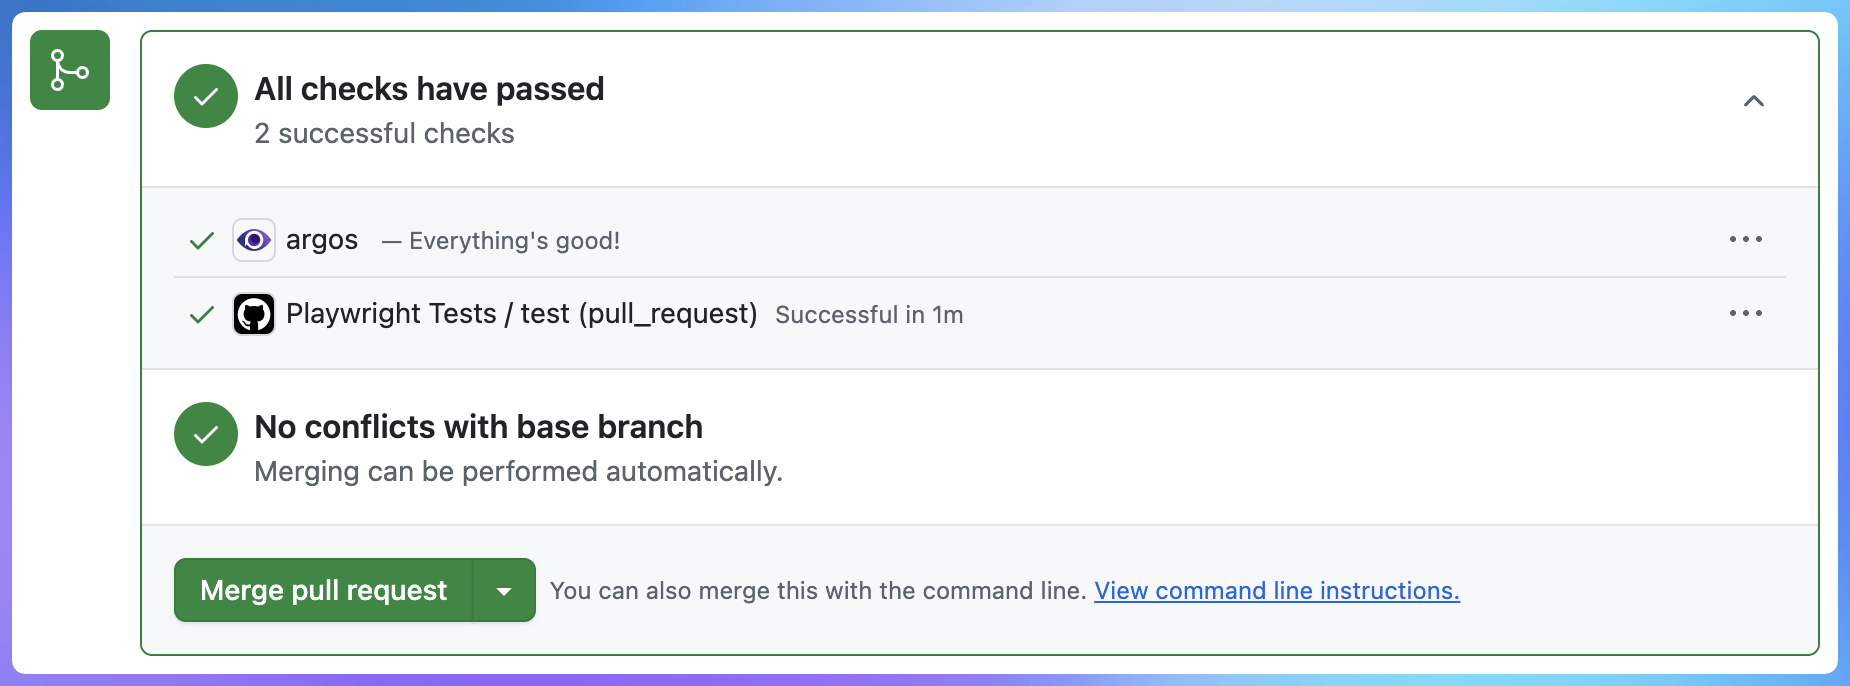 All checks have passed
2 successful checks
argos — Everything's good!
Playwright Tests / test (pull_request) Successful in 1m
No conflicts with base branch
Merging can be performed automatically.
Merge pull request You can also merge this with the command line. View command line instructions.